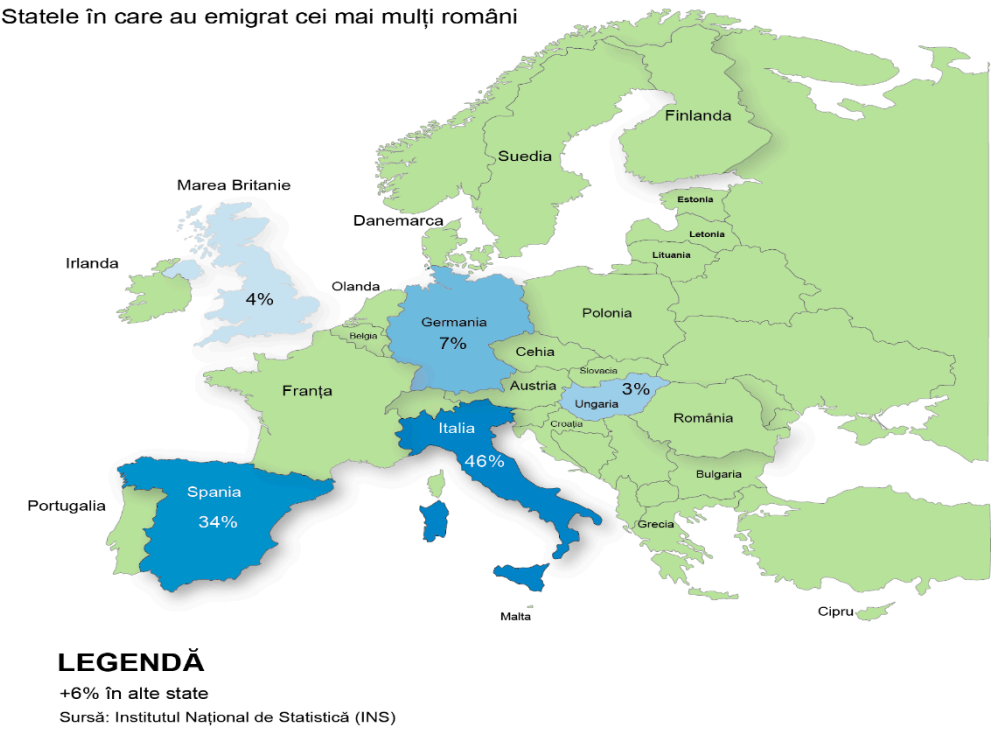 Statele în care au emigrat cei mai mulți români
Finlanda
Suedia
Marea Britanie
Estonia
Danemarca
Letonia
Lituania
Irlanda
Olanda
4%
Polonia
Germania
Belgia
7%
Cehia
Slovacia
Austria
Franța
3%
Ungaria
România
Croația
Italia
46%
Bulgaria
Spania
Portugalia
34%
Grecia
Malta
Cipru
LEGENDĂ
+6% în alte state
Sursă: Institutul Național de Statistică (INS)